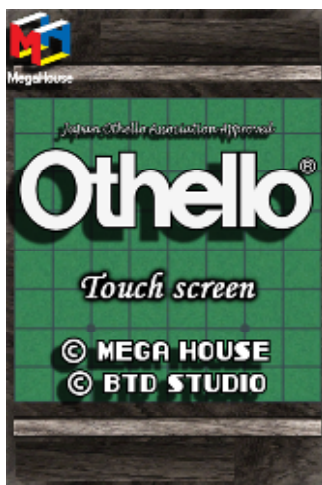 MegaHouse
Japan Othello Association Approved
Othello®
Touch screen
© MEGA HOUSE
© BTD STUDIO